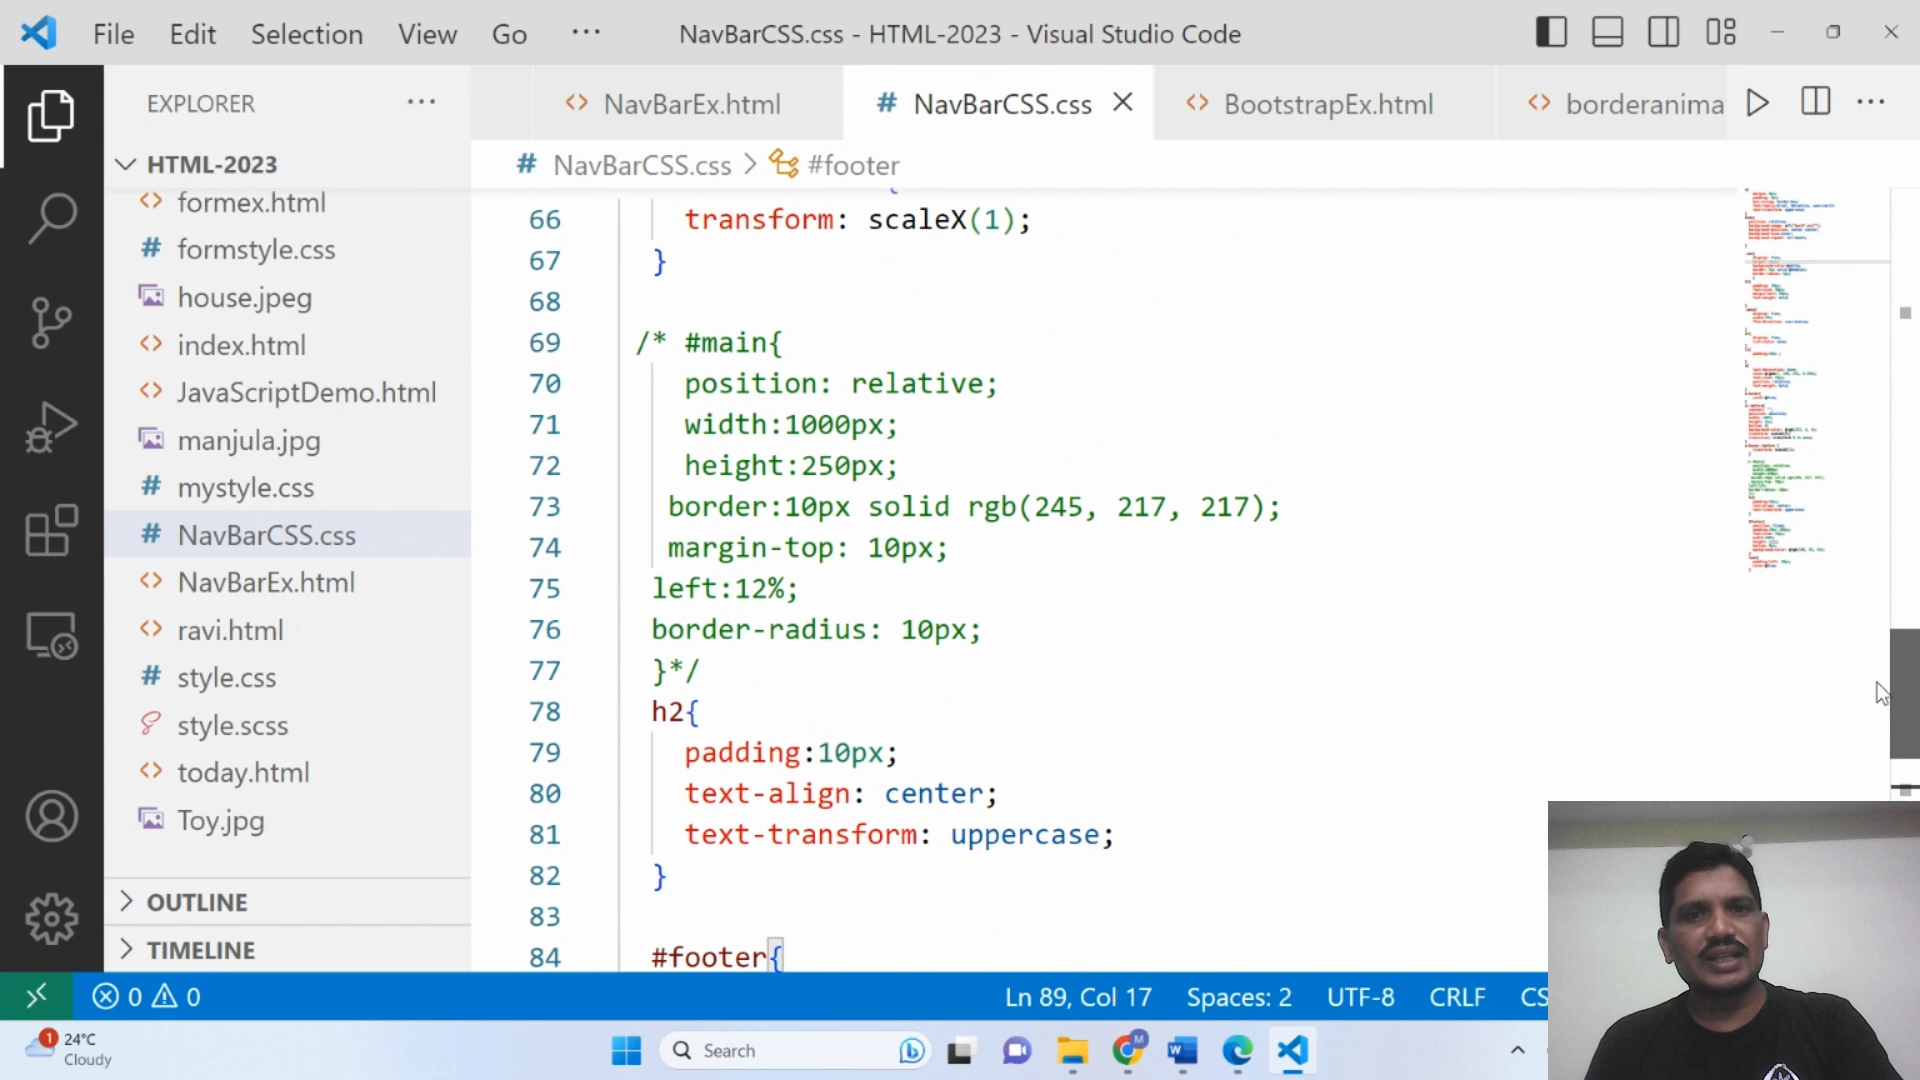 File Edit Selection View Go ··· NavBarCSS.css - HTML-2023 - Visual Studio Code
EXPLORER ···
NavBarEx.html
NavBarCSS.css
BootstrapEx.html
borderanima
HTML-2023
formex.html
formstyle.css
house.jpeg
index.html
JavaScriptDemo.html
manjula.jpg
mystyle.css
NavBarCSS.css
NavBarEx.html
ravi.html
style.css
style.scss
today.html
Toy.jpg
OUTLINE
TIMELINE
# NavBarCSS.css > #footer
66 transform: scaleX(1);
67 }
68
69 /* #main{
70 position: relative;
71 width:1000px;
72 height:250px;
73 border:10px solid rgb(245, 217, 217);
74 margin-top: 10px;
75 left:12%;
76 border-radius: 10px;
77 }*/
78 h2{
79 padding:10px;
80 text-align: center;
81 text-transform: uppercase;
82 }
83
84 #footer{
0 0 Ln 89, Col 17 Spaces: 2 UTF-8 CRLF CS
1 24°C
Cloudy
Search